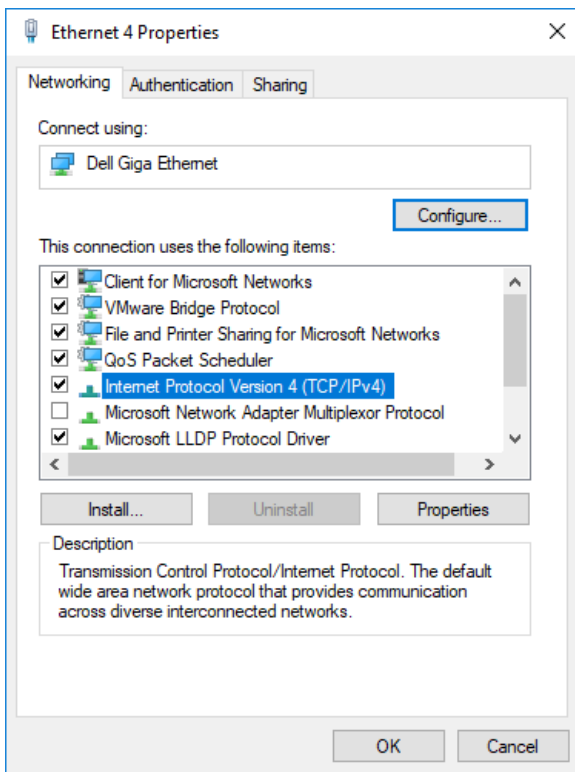 Ethernet 4 Properties
Networking Authentication Sharing
Connect using:
Dell Giga Ethernet
Configure...
This connection uses the following items:
Client for Microsoft Networks
VMware Bridge Protocol
File and Printer Sharing for Microsoft Networks
QoS Packet Scheduler
Internet Protocol Version 4 (TCP/IPv4)
Microsoft Network Adapter Multiplexor Protocol
Microsoft LLDP Protocol Driver
Install... Uninstall Properties
Description
Transmission Control Protocol/Internet Protocol. The default
wide area network protocol that provides communication
across diverse interconnected networks.
OK Cancel